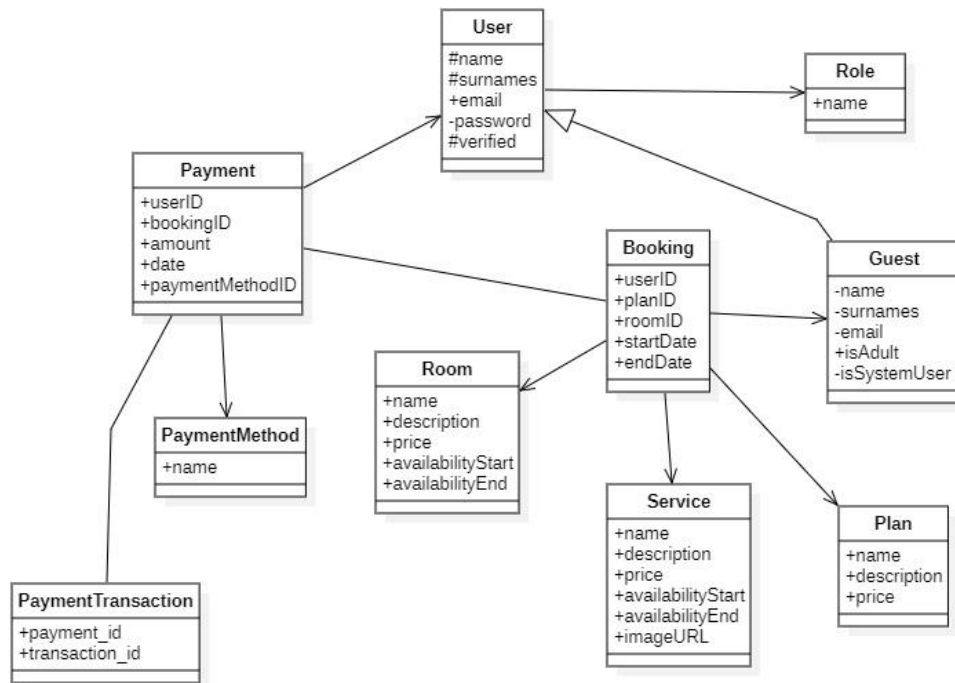 User
#name
#surnames
+email
-password
#verified
Role
+name
Payment
+userID
+bookingID
+amount
+date
+paymentMethodID
Booking
+userID
+planID
+roomID
+startDate
+endDate
Guest
-name
-surnames
-email
+isAdult
-isSystemUser
Room
+name
+description
+price
+availabilityStart
+availabilityEnd
PaymentMethod
+name
Service
+name
+description
+price
+availabilityStart
+availabilityEnd
+imageURL
Plan
+name
+description
+price
PaymentTransaction
+payment_id
+transaction_id